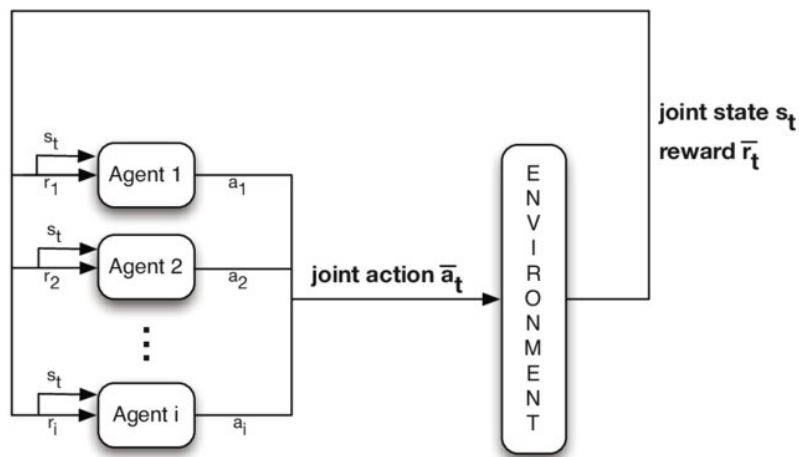 joint state s_t
reward r̅_t
s_t
r_1
Agent 1
a_1
s_t
r_2
Agent 2
a_2
joint action a̅_t
⋮
s_t
r_i
Agent i
a_i
E
N
V
I
R
O
N
M
E
N
T